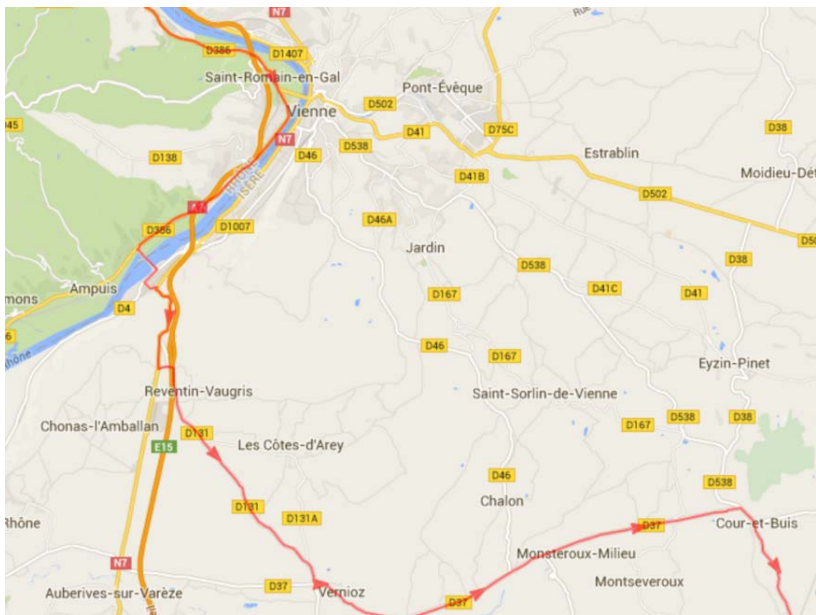 N7
D386
D1407
Saint-Romain-en-Gal
Pont-Évêque
Vienne
D502
D45
D41
D75C
D38
N7
D538
D138
D46
Estrablin
RHÔNE
ISÈRE
D41B
Moidieu-Dét
D502
A7
D386
D1007
D46A
Jardin
D50
D538
D38
Ampuis
D167
D41C
D41
mons
D4
D46
D167
Rhône
Eyzin-Pinet
Reventin-Vaugris
Saint-Sorlin-de-Vienne
Chonas-l'Amballan
D131
D538
D38
D167
E15
Les Côtes-d'Arey
D46
D538
Chalon
D131
D131A
Rhône
D37
Cour-et-Buis
Monsteroux-Milieu
N7
D37
Montseveroux
Auberives-sur-Varèze
Vernioz
D37